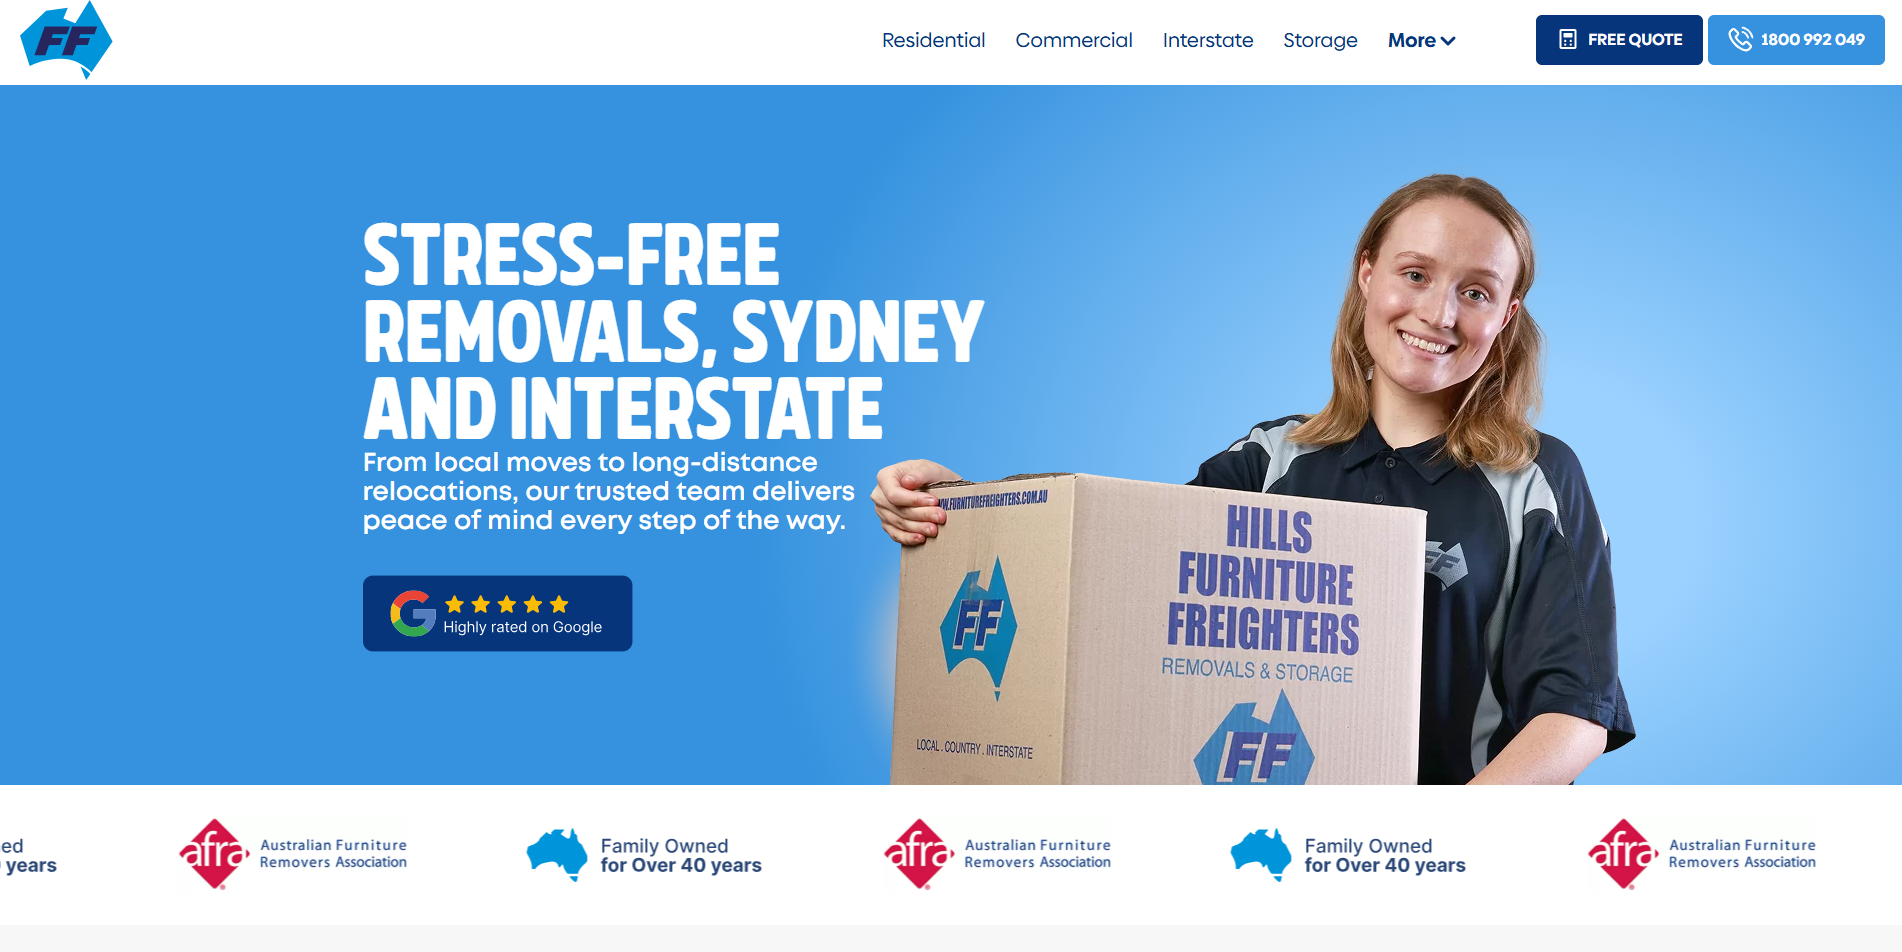 FF
Residential
Commercial
Interstate
Storage
More
FREE QUOTE
1800 992 049
STRESS-FREE
REMOVALS, SYDNEY
AND INTERSTATE
From local moves to long-distance
relocations, our trusted team delivers
peace of mind every step of the way.
Highly rated on Google
.FURNITUREFREIGHTERS.COM.AU
FF
LOCAL . COUNTRY . INTERSTATE
HILLS
FURNITURE
FREIGHTERS
REMOVALS & STORAGE
FF
FF
years
afra
Australian Furniture
Removers Association
Family Owned
for Over 40 years
afra
Australian Furniture
Removers Association
Family Owned
for Over 40 years
afra
Australian Furniture
Removers Association